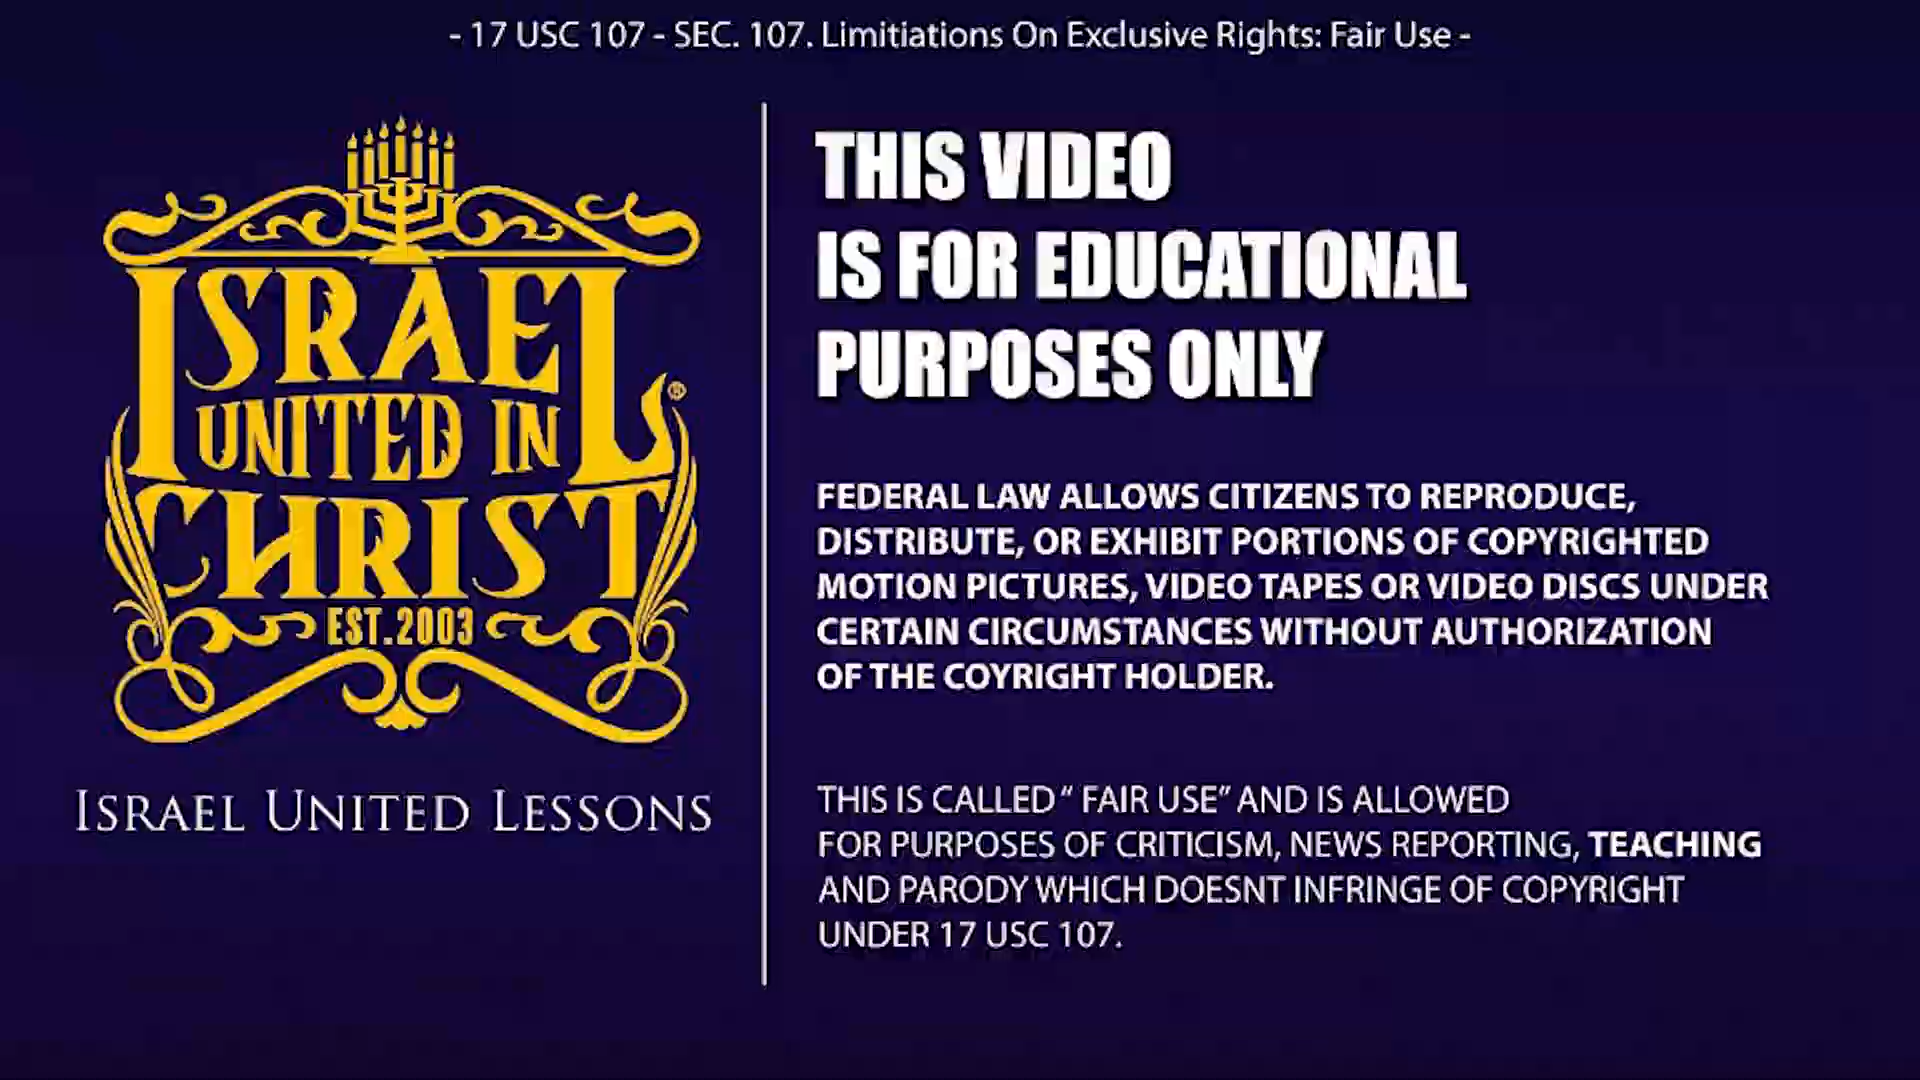 - 17 USC 107 - SEC. 107. Limitiations On Exclusive Rights: Fair Use -
ISRAEL
UNITED IN
CHRIST
®
EST.2003
ISRAEL UNITED LESSONS
THIS VIDEO
IS FOR EDUCATIONAL
PURPOSES ONLY
FEDERAL LAW ALLOWS CITIZENS TO REPRODUCE,
DISTRIBUTE, OR EXHIBIT PORTIONS OF COPYRIGHTED
MOTION PICTURES, VIDEO TAPES OR VIDEO DISCS UNDER
CERTAIN CIRCUMSTANCES WITHOUT AUTHORIZATION
OF THE COYRIGHT HOLDER.
THIS IS CALLED “ FAIR USE” AND IS ALLOWED
FOR PURPOSES OF CRITICISM, NEWS REPORTING, TEACHING
AND PARODY WHICH DOESNT INFRINGE OF COPYRIGHT
UNDER 17 USC 107.